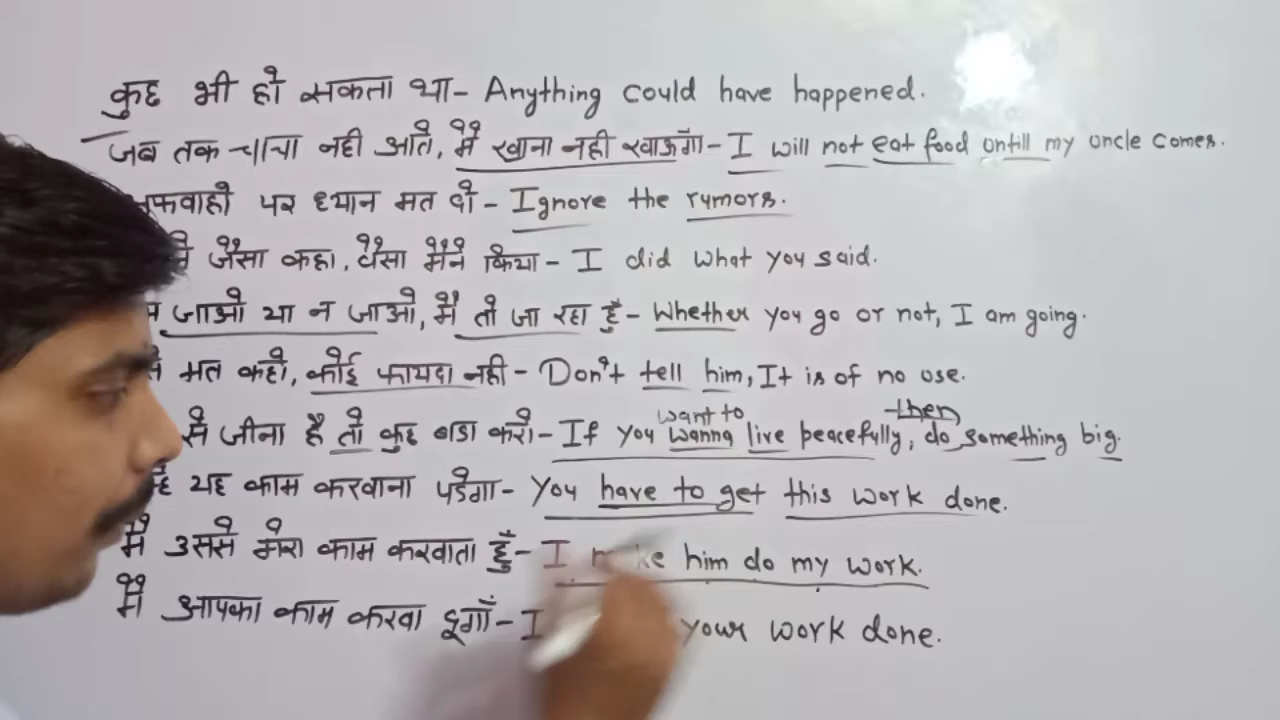 कुछ भी हो सकता था- Anything could have happened.
जब तक चाचा नही आते, मैं खाना नही खाऊँगा- I will not eat food ontill my uncle comes.
पर ध्यान मत दो- Ignore the rumors.
जैसा कहा, वैसा मैंने किया- I did what you said.
जाओ या न जाओ, मैं तो जा रहा हूँ- Whether you go or not, I am going.
मत कहो, कोई फायदा नही- Don't tell him, It is of no use.
want to then
से जीना है तो कुछ बडा करो- If you wanna live peacefully, do something big.
यह काम करवाना पडेगा- You have to get this work done.
मैं उससे मेरा काम करवाता हूँ- I make him do my work.
मैं आपका काम करवा दूगाँ- I your work done.